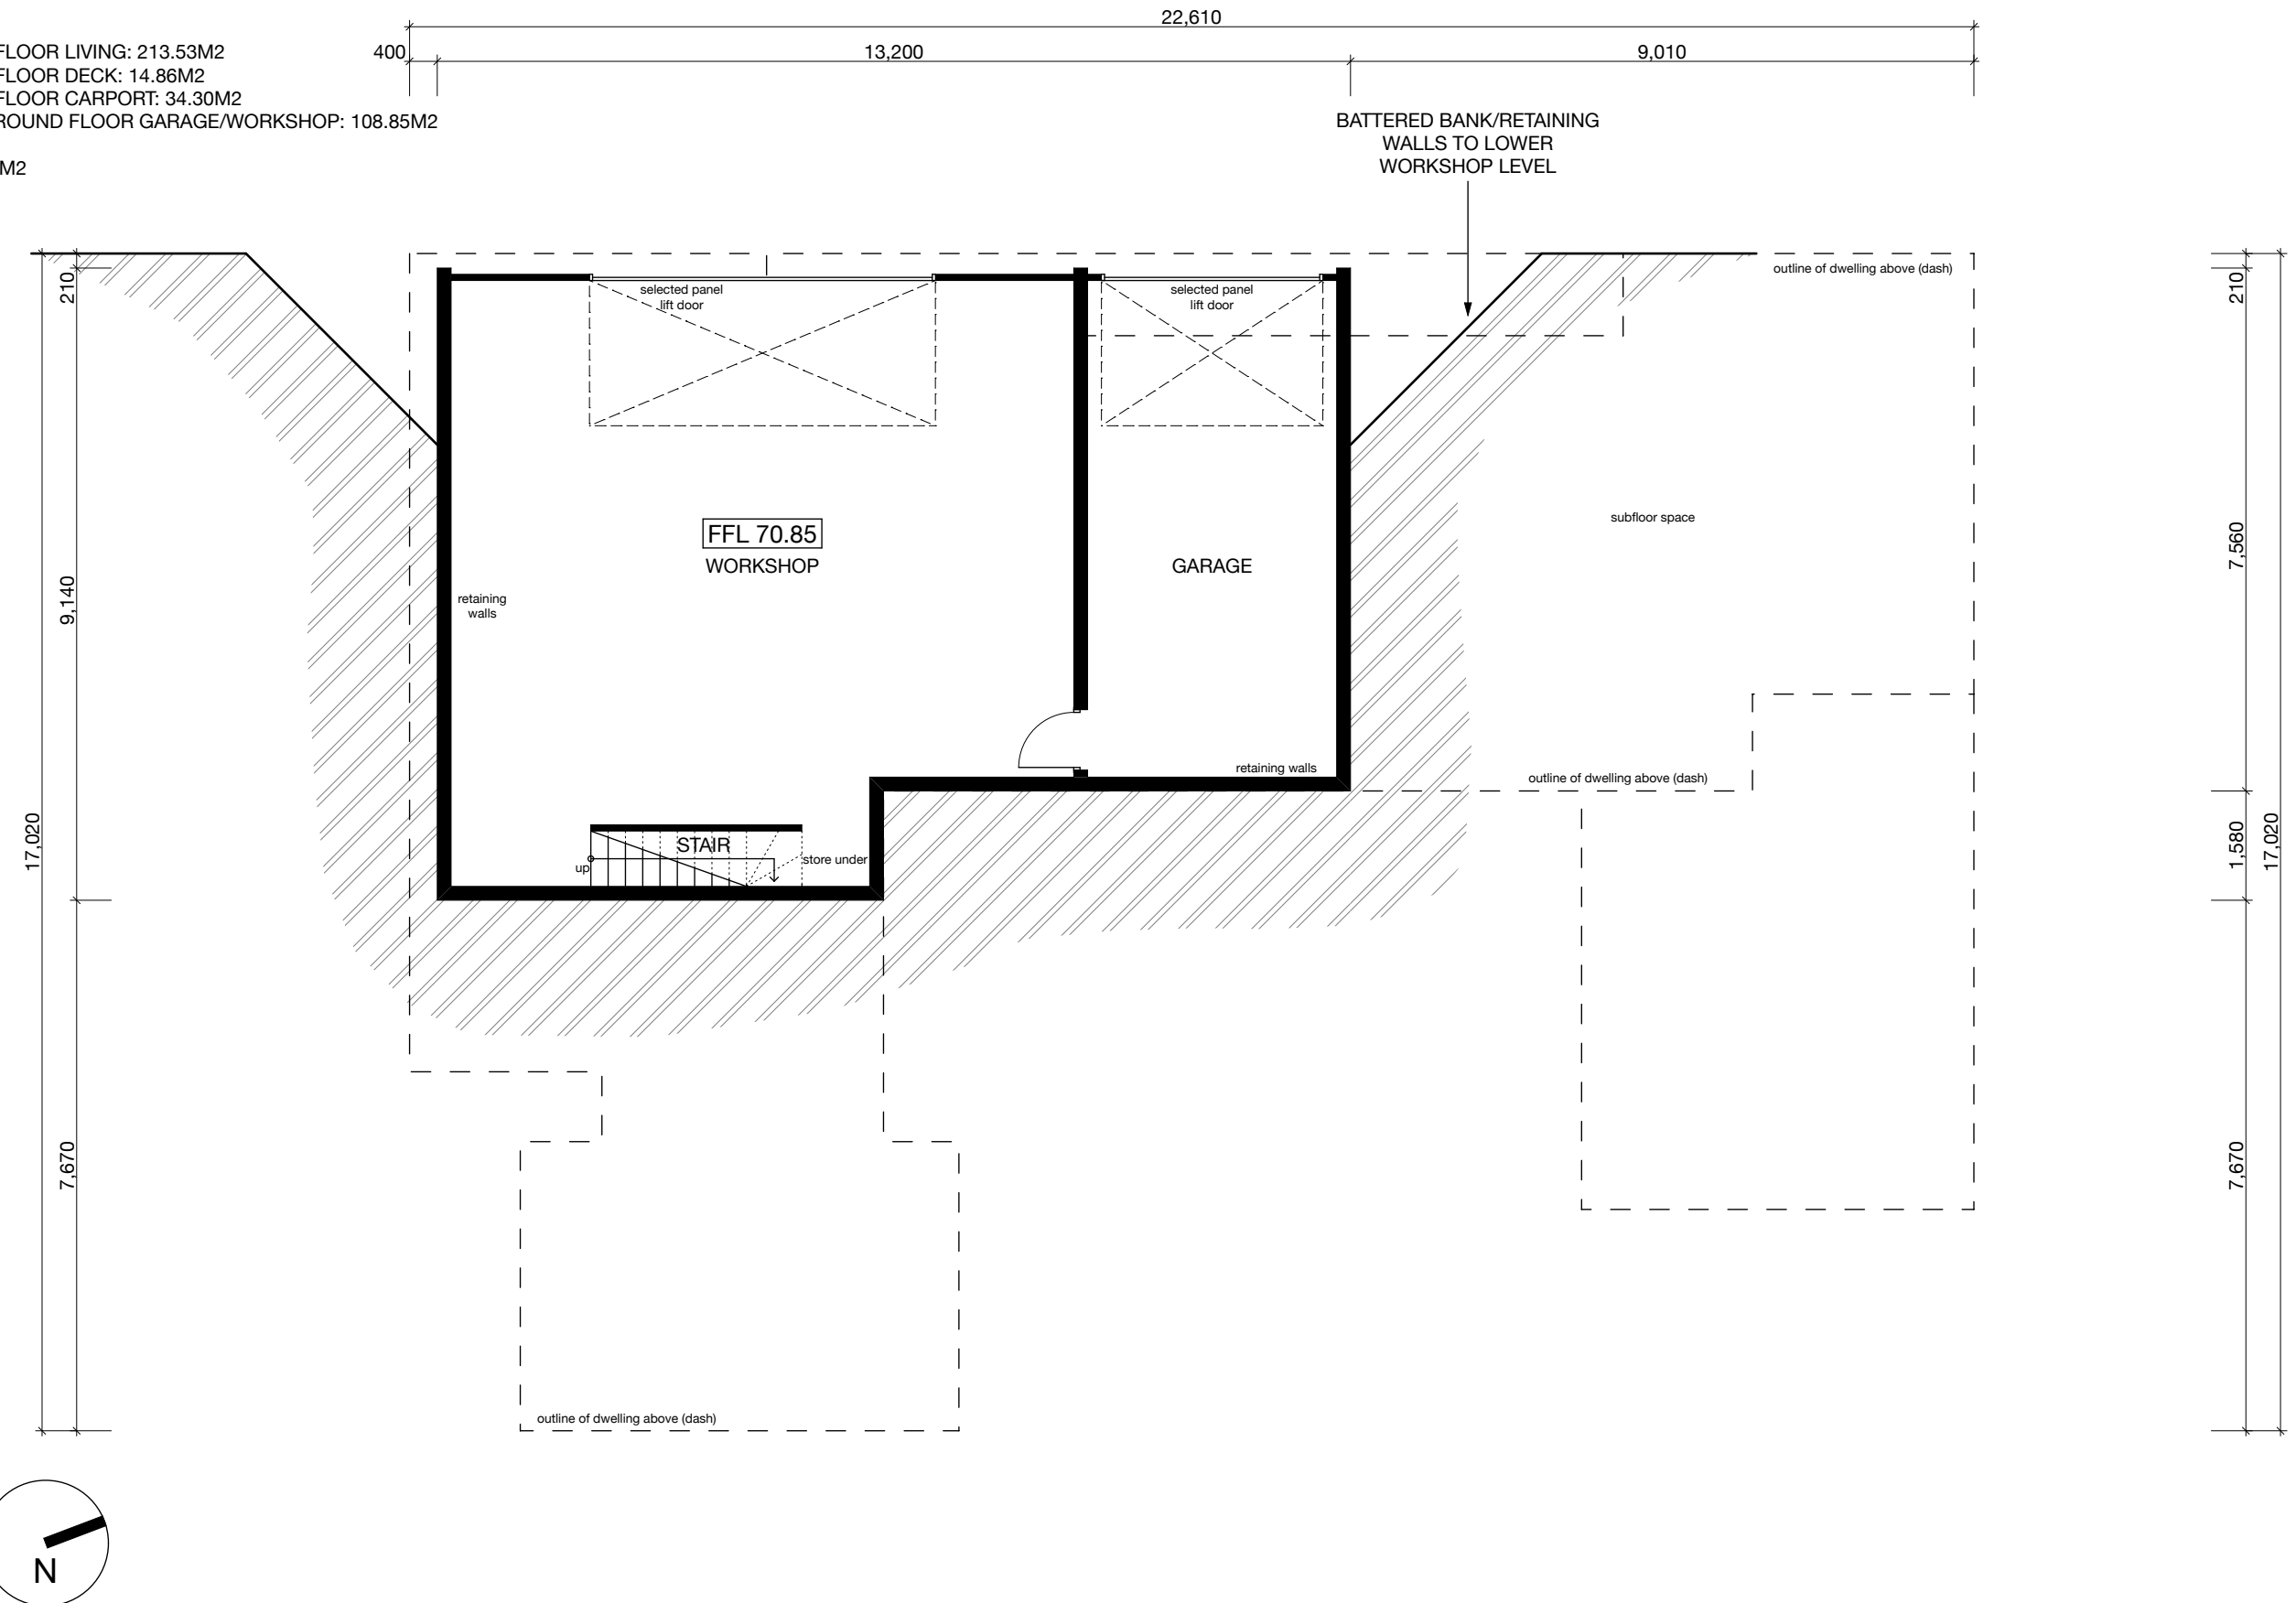 22,610
400
13,200
9,010
FLOOR LIVING: 213.53M2
FLOOR DECK: 14.86M2
FLOOR CARPORT: 34.30M2
ROUND FLOOR GARAGE/WORKSHOP: 108.85M2
M2
BATTERED BANK/RETAINING
WALLS TO LOWER
WORKSHOP LEVEL
outline of dwelling above (dash)
210
210
selected panel
lift door
selected panel
lift door
subfloor space
FFL 70.85
WORKSHOP
GARAGE
7,560
9,140
retaining
walls
retaining walls
outline of dwelling above (dash)
17,020
STAIR
up
store under
1,580
17,020
7,670
7,670
outline of dwelling above (dash)
N